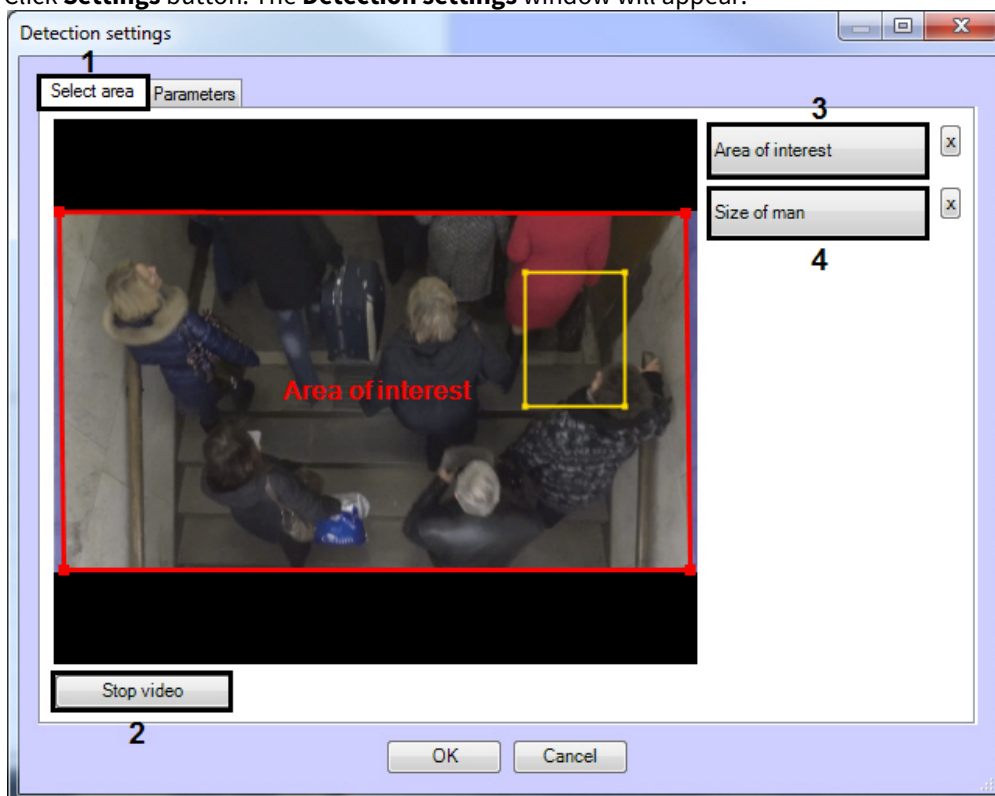 Click Settings button. The Detection settings window will appear.
Detection settings
X
1
Select area
Parameters
3
Area of interest
x
Size of man
x
4
Area of interest
Stop video
2
OK
Cancel